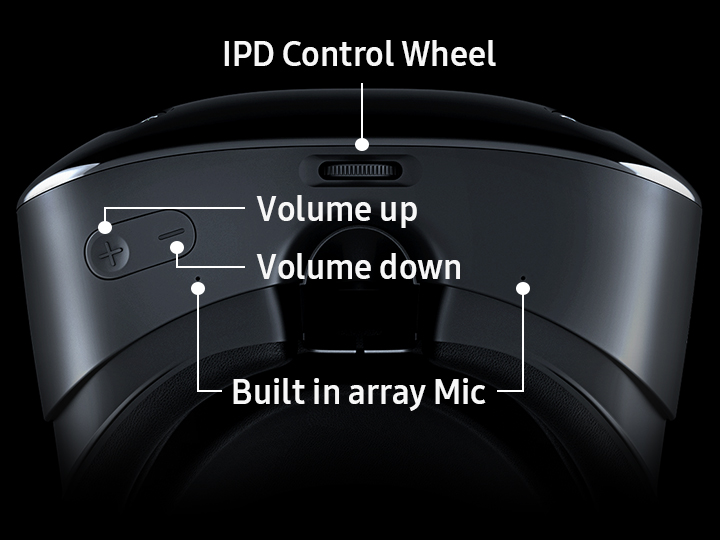 IPD Control Wheel
Volume up
Volume down
Built in array Mic